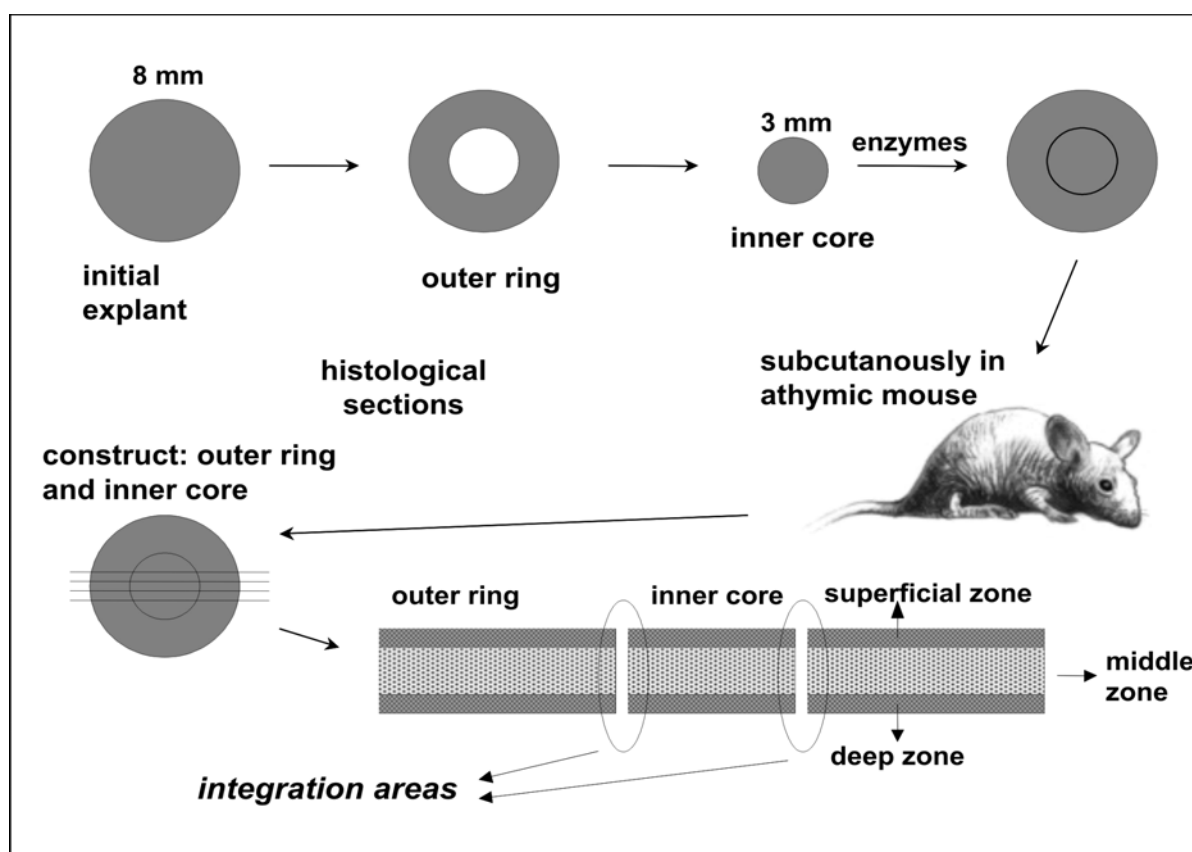 8 mm
initial
explant
outer ring
3 mm
inner core
enzymes
subcutanously in
athymic mouse
histological
sections
construct: outer ring
and inner core
outer ring
inner core
superficial zone
middle
zone
deep zone
integration areas